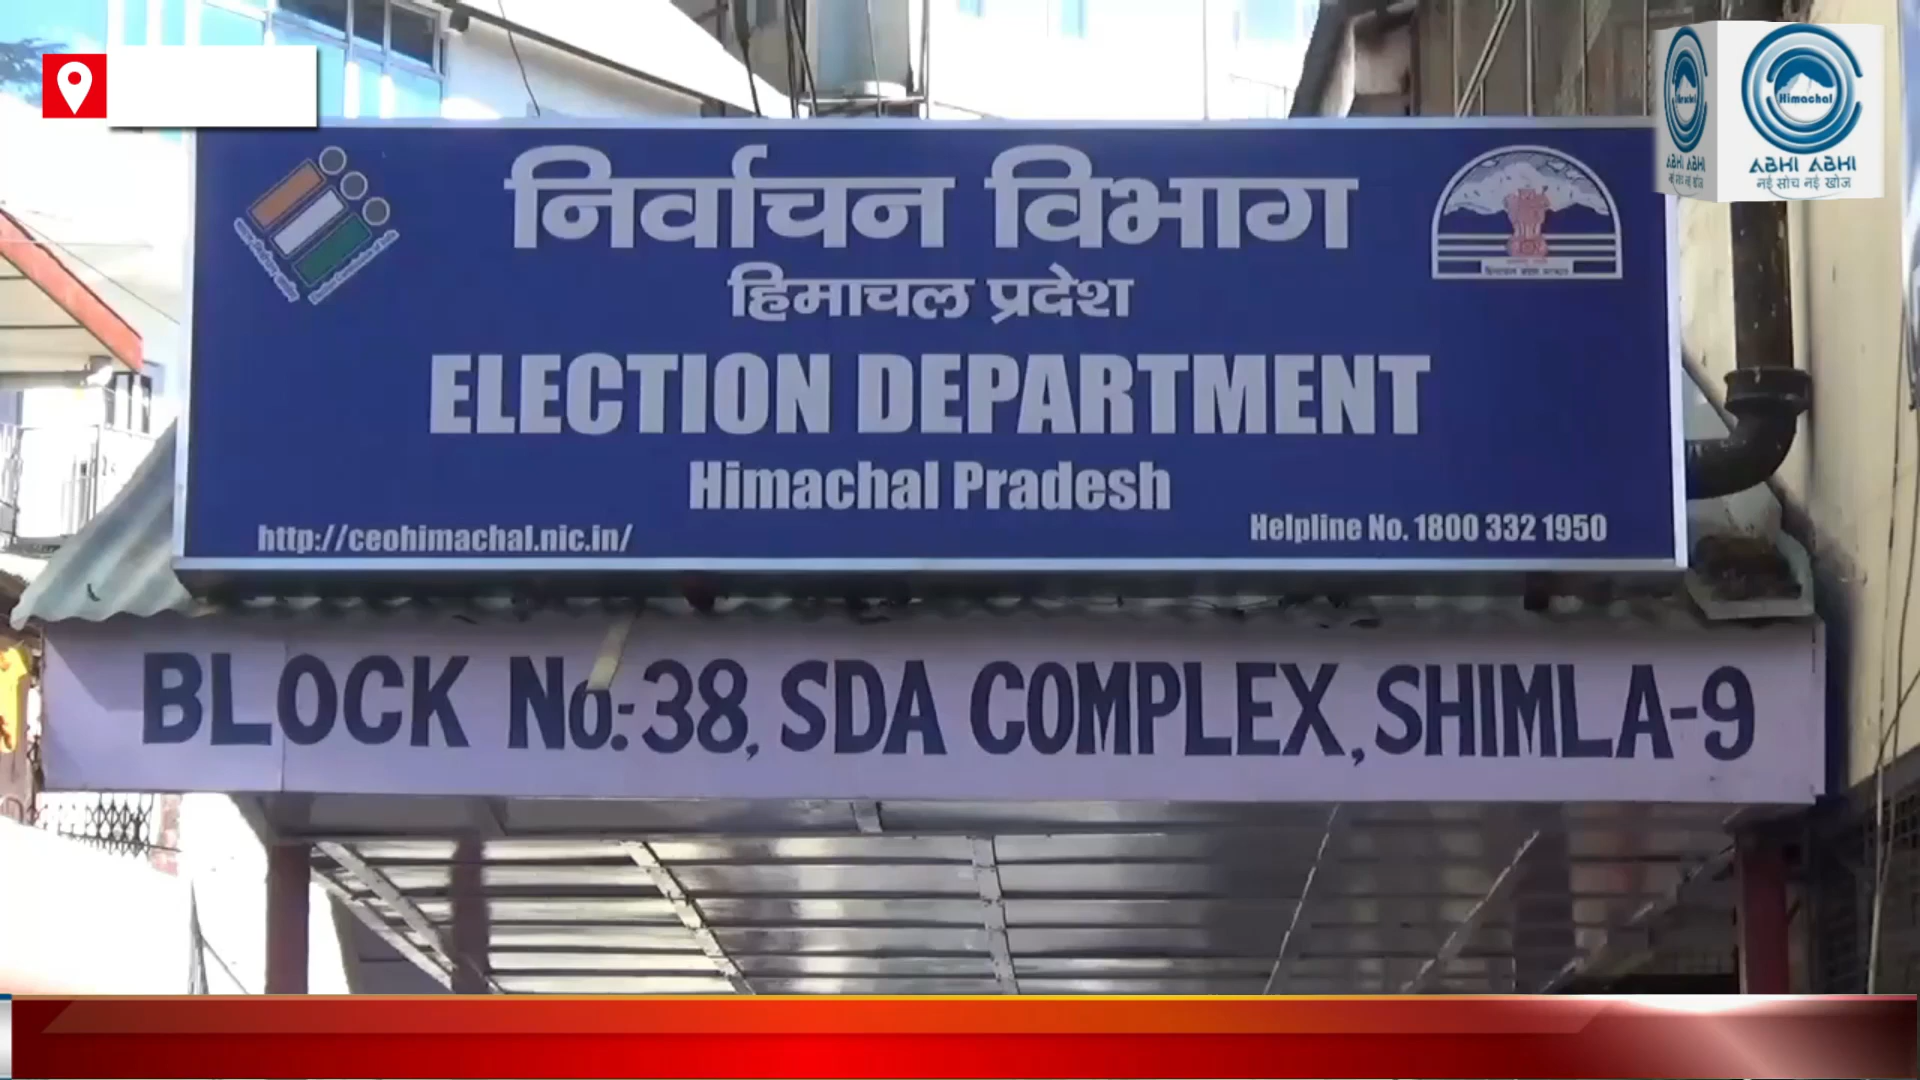 Himachal
ABHI ABHI
नई सोच नई खोज
निर्वाचन विभाग
हिमाचल प्रदेश
ELECTION DEPARTMENT
Himachal Pradesh
http://ceohimachal.nic.in/
Helpline No. 1800 332 1950
BLOCK No:-38, SDA COMPLEX, SHIMLA-9